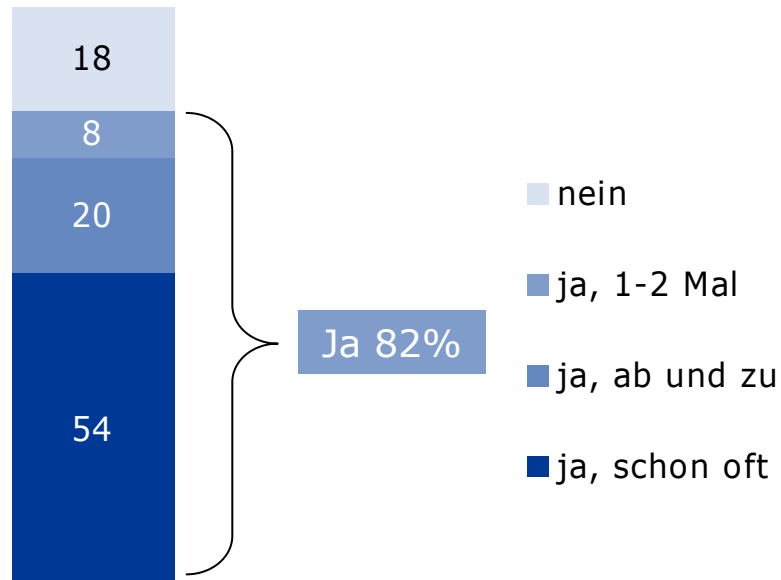 18
8
20
54
Ja 82%
nein
ja, 1-2 Mal
ja, ab und zu
ja, schon oft